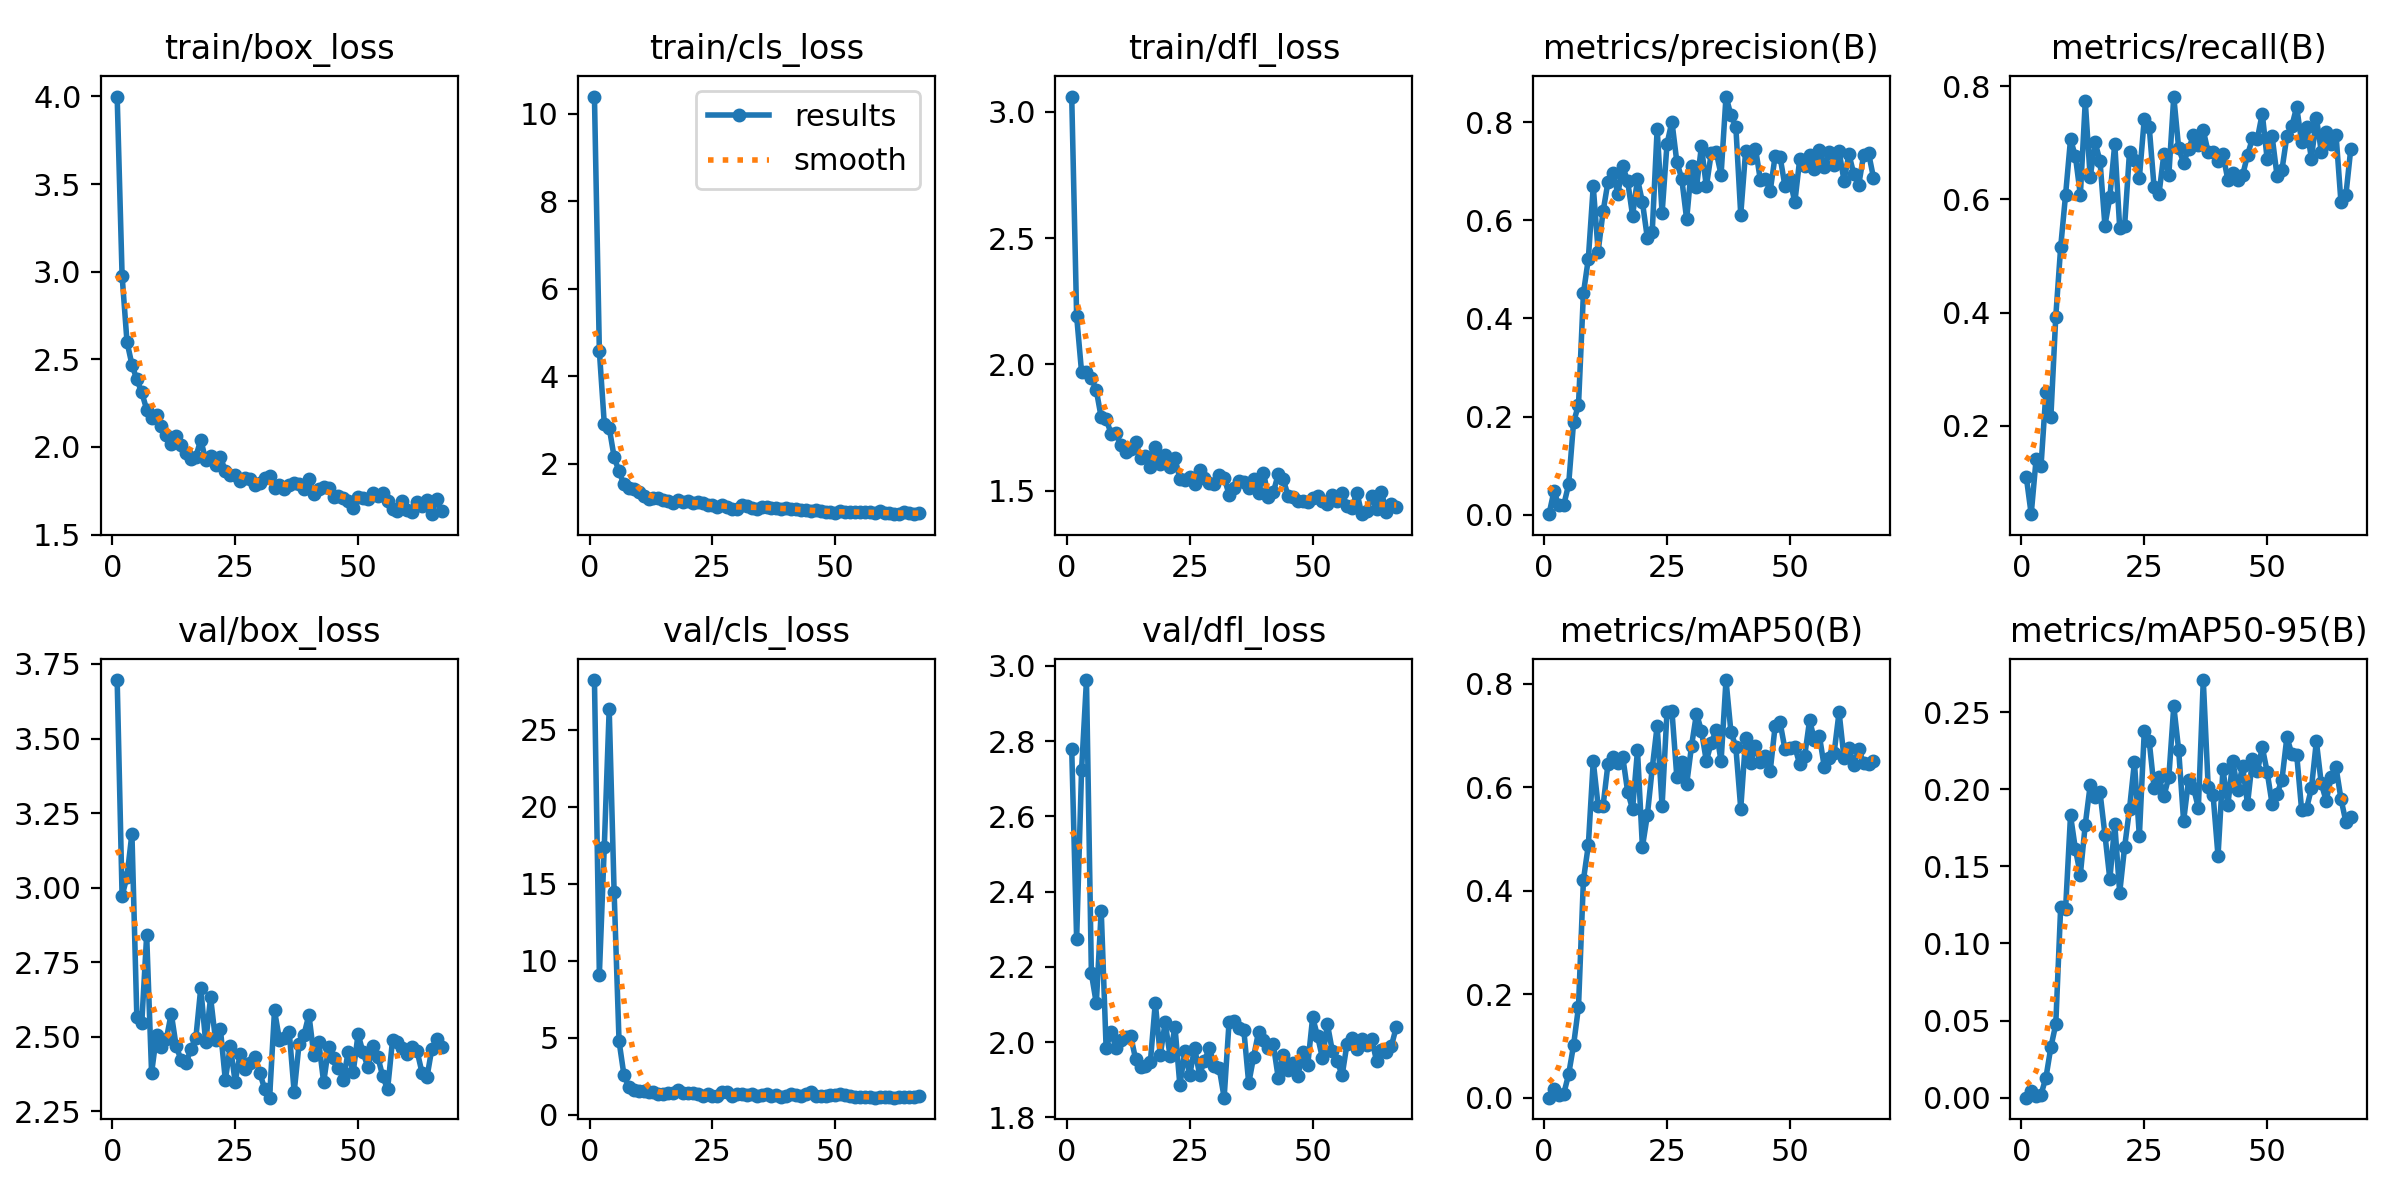 train/box_loss
4.0
3.5
3.0
2.5
2.0
1.5
0 25 50
train/cls_loss
results
smooth
10
8
6
4
2
0 25 50
train/dfl_loss
3.0
2.5
2.0
1.5
0 25 50
metrics/precision(B)
0.8
0.6
0.4
0.2
0.0
0 25 50
metrics/recall(B)
0.8
0.6
0.4
0.2
0 25 50
val/box_loss
3.75
3.50
3.25
3.00
2.75
2.50
2.25
0 25 50
val/cls_loss
25
20
15
10
5
0
0 25 50
val/dfl_loss
3.0
2.8
2.6
2.4
2.2
2.0
1.8
0 25 50
metrics/mAP50(B)
0.8
0.6
0.4
0.2
0.0
0 25 50
metrics/mAP50-95(B)
0.25
0.20
0.15
0.10
0.05
0.00
0 25 50